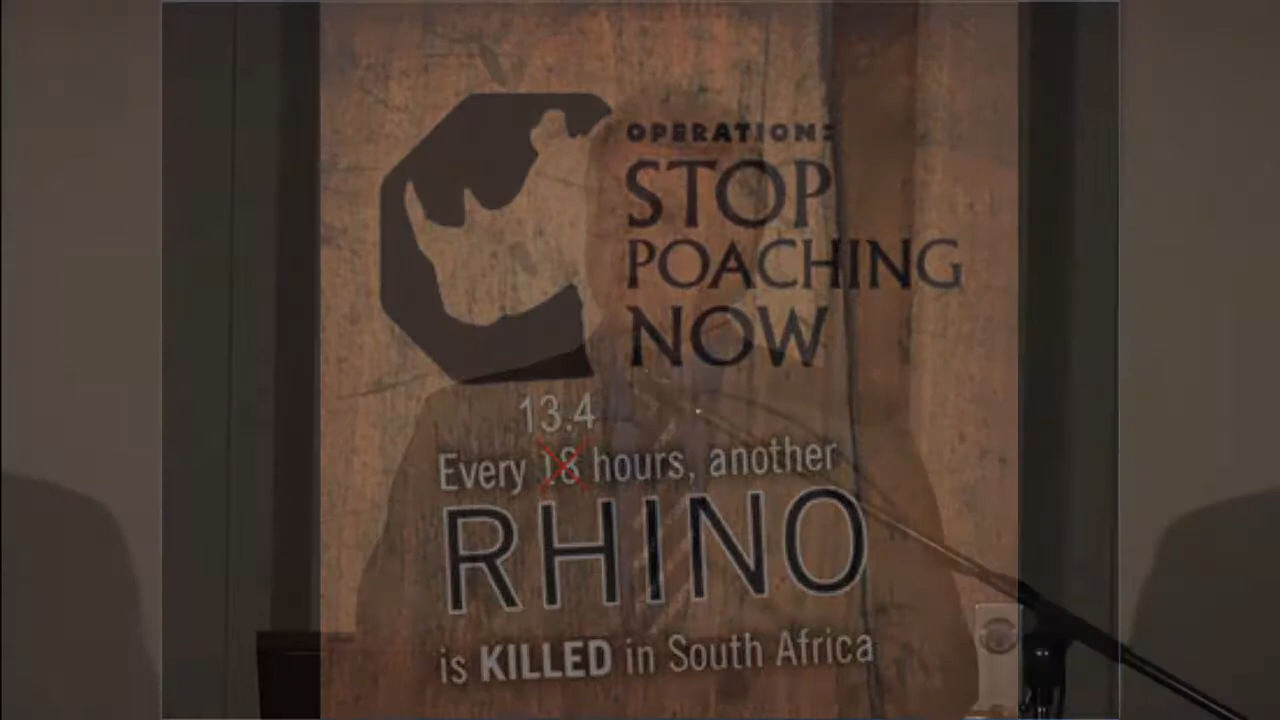 OPERATION:
STOP
POACHING
NOW
13.4
Every 18 hours, another
RHINO
is KILLED in South Africa